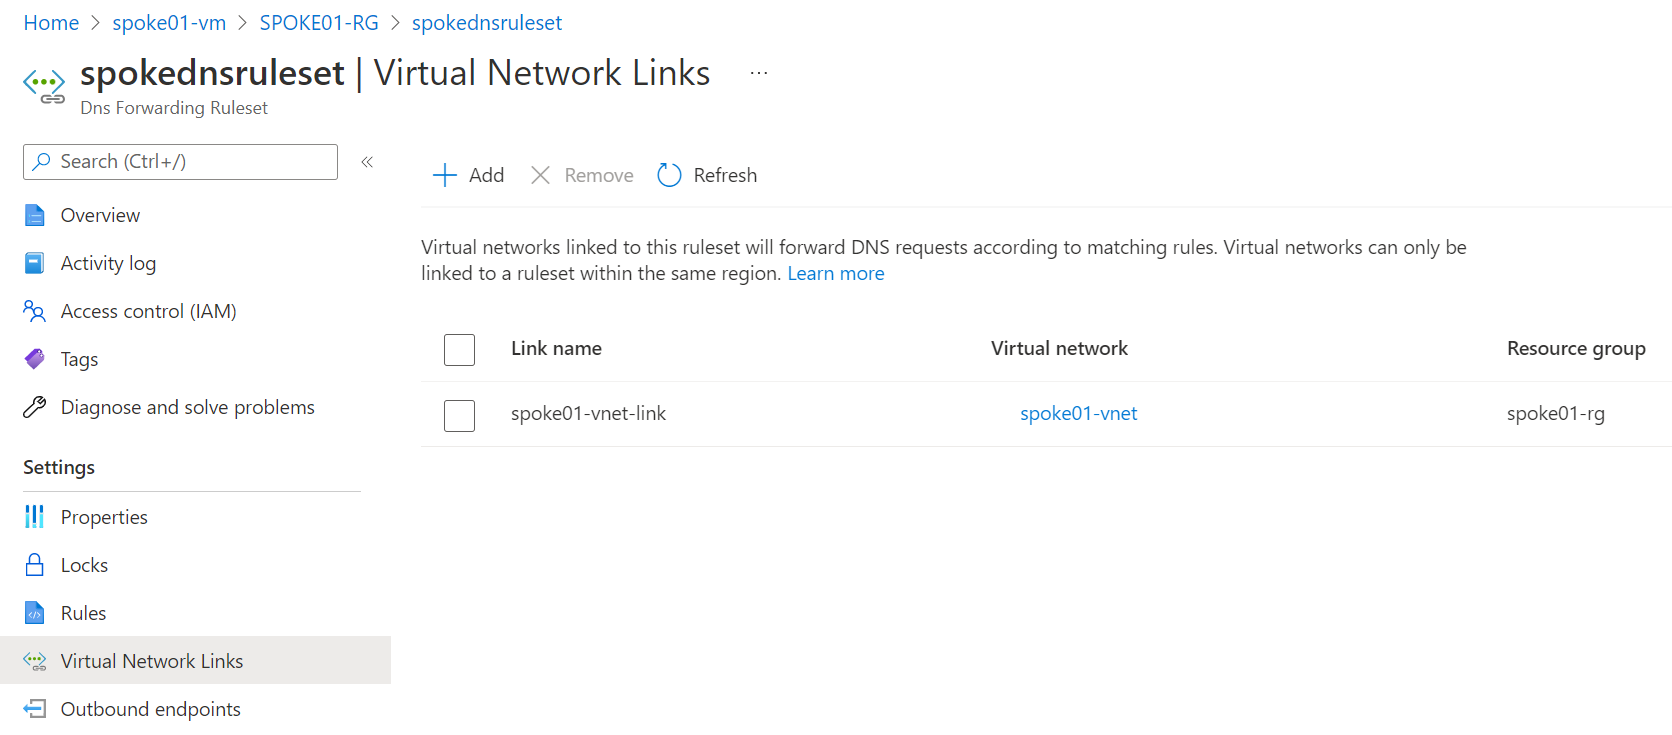 Home > spoke01-vm > SPOKE01-RG > spokednsruleset
spokednsruleset | Virtual Network Links ...
Dns Forwarding Ruleset
Search (Ctrl+/) «
Overview
Activity log
Access control (IAM)
Tags
Diagnose and solve problems
Settings
Properties
Locks
Rules
Virtual Network Links
Outbound endpoints
Add Remove Refresh
Virtual networks linked to this ruleset will forward DNS requests according to matching rules. Virtual networks can only be
linked to a ruleset within the same region. Learn more
Link name Virtual network Resource group
spoke01-vnet-link spoke01-vnet spoke01-rg